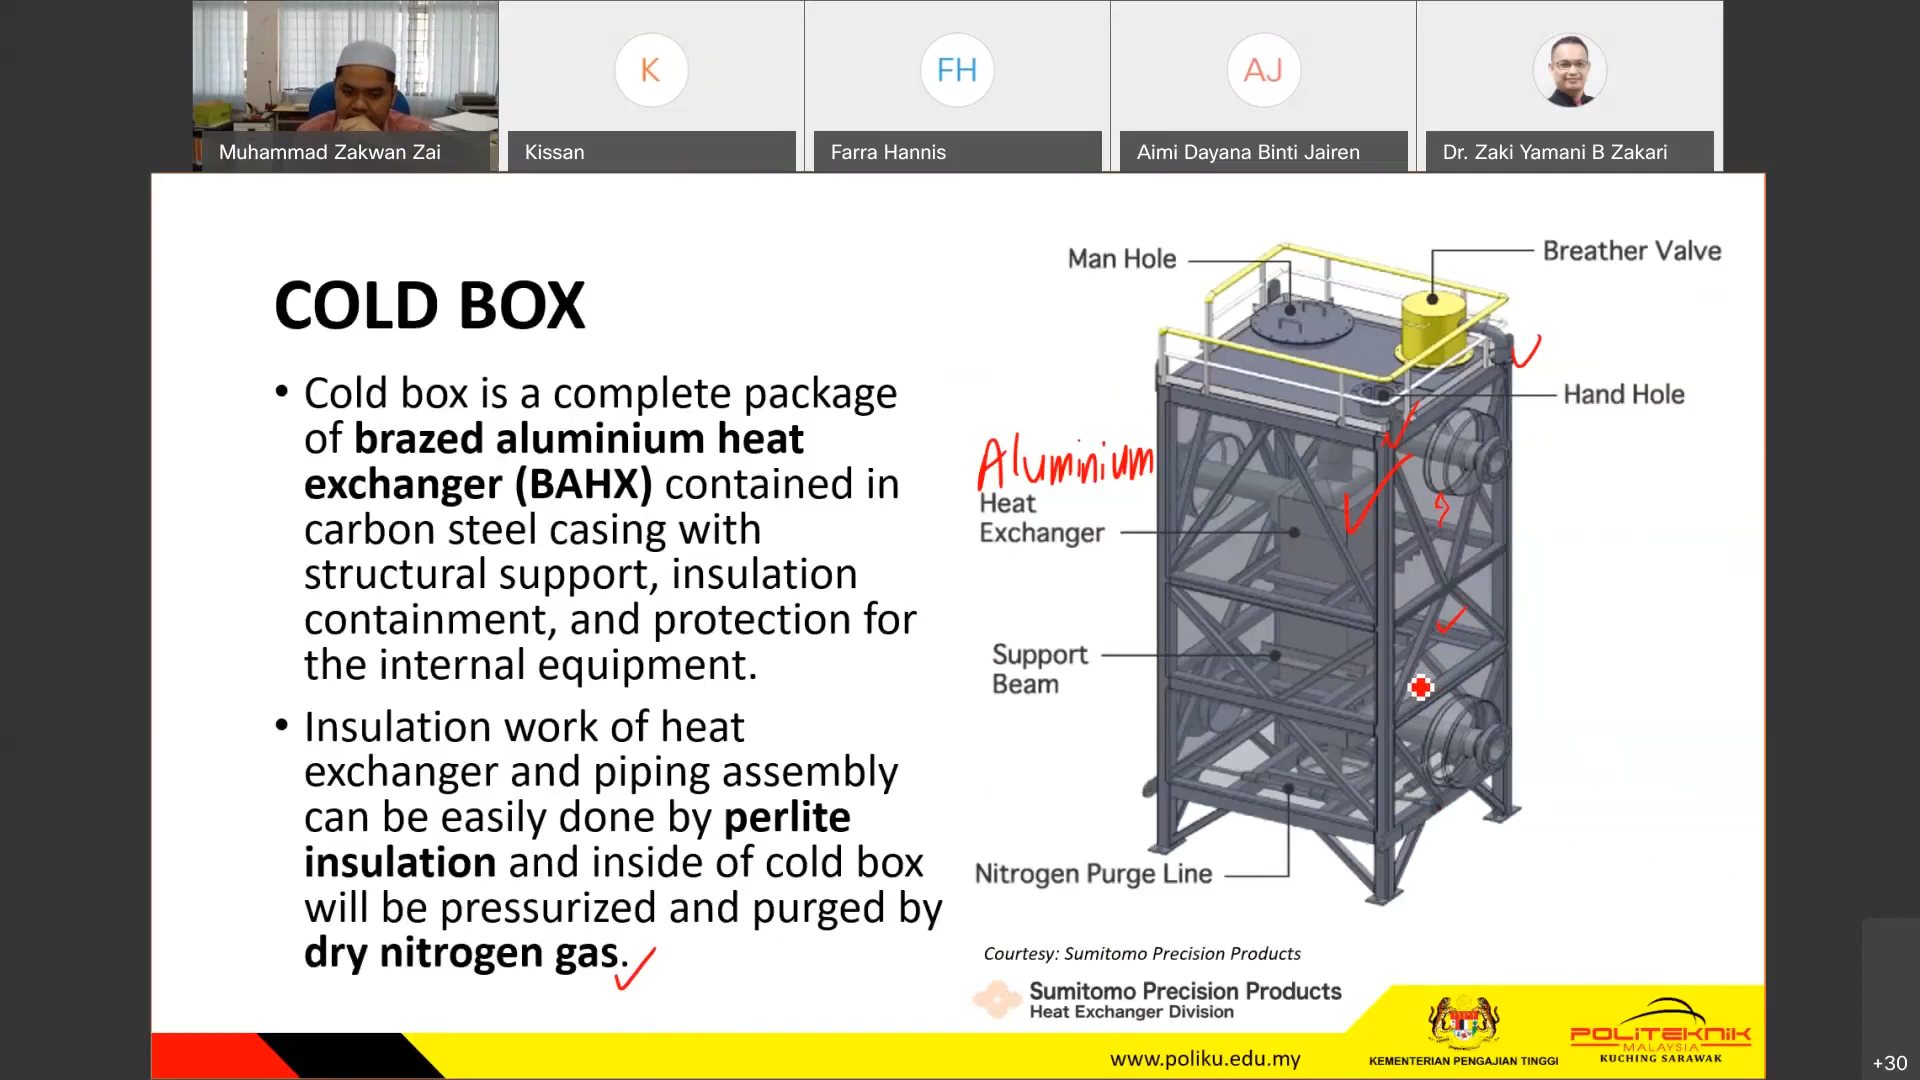 K
FH
AJ
Muhammad Zakwan Zai
Kissan
Farra Hannis
Aimi Dayana Binti Jairen
Dr. Zaki Yamani B Zakari
COLD BOX
• Cold box is a complete package
of brazed aluminium heat
exchanger (BAHX) contained in
carbon steel casing with
structural support, insulation
containment, and protection for
the internal equipment.
• Insulation work of heat
exchanger and piping assembly
can be easily done by perlite
insulation and inside of cold box
will be pressurized and purged by
dry nitrogen gas.
Man Hole
Breather Valve
Hand Hole
Aluminium
Heat
Exchanger
Support
Beam
Nitrogen Purge Line
Courtesy: Sumitomo Precision Products
Sumitomo Precision Products
Heat Exchanger Division
www.poliku.edu.my
KEMENTERIAN PENGAJIAN TINGGI
POLITEKNIK
MALAYSIA
KUCHING SARAWAK
+30